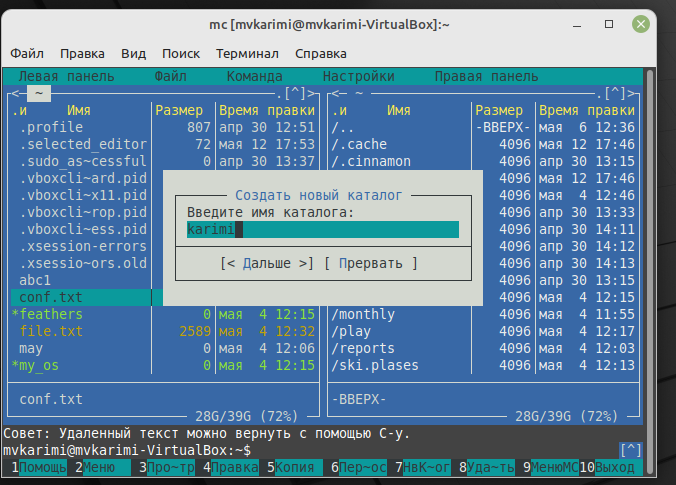 mc [mvkarimi@mvkarimi-VirtualBox]:~
Файл Правка Вид Поиск Терминал Справка
Левая панель Файл Команда Настройки Правая панель
<─ ~ .[^]> <─ ~ .[^]>
.и Имя Размер Время правки .и Имя Размер Время правки
.profile 807 апр 30 12:51 /.. -ВВЕРХ- мая 6 12:36
.selected_editor 72 мая 12 17:53 /.cache 4096 мая 12 17:46
.sudo_as~cessful 0 апр 30 13:37 /.cinnamon 4096 апр 30 13:15
.vboxcli~ard.pid 4096 мая 12 17:46
.vboxcli~x11.pid Создать новый каталог 4096 мая 4 12:46
.vboxcli~rop.pid Введите имя каталога: 4096 апр 30 13:33
.vboxcli~ess.pid karimi 4096 апр 30 14:11
.xsession-errors 4096 апр 30 14:12
.xsessio~ors.old [< Дальше >] [ Прервать ] 4096 апр 30 14:13
abc1 4096 апр 30 13:15
conf.txt 4096 мая 4 12:15
*feathers 0 мая 4 12:15 /monthly 4096 мая 4 11:55
file.txt 2589 мая 4 12:32 /play 4096 мая 4 12:17
may 0 мая 4 12:06 /reports 4096 мая 4 12:03
*my_os 0 мая 4 12:15 /ski.plases 4096 мая 4 12:15
conf.txt -ВВЕРХ-
28G/39G (72%) 28G/39G (72%)
Совет: Удаленный текст можно вернуть с помощью C-y.
mvkarimi@mvkarimi-VirtualBox:~$ [^]
1Помощь 2Меню 3Про~тр 4Правка 5Копия 6Пер~ос 7НвК~ог 8Уда~ть 9МенюМС 10Выход